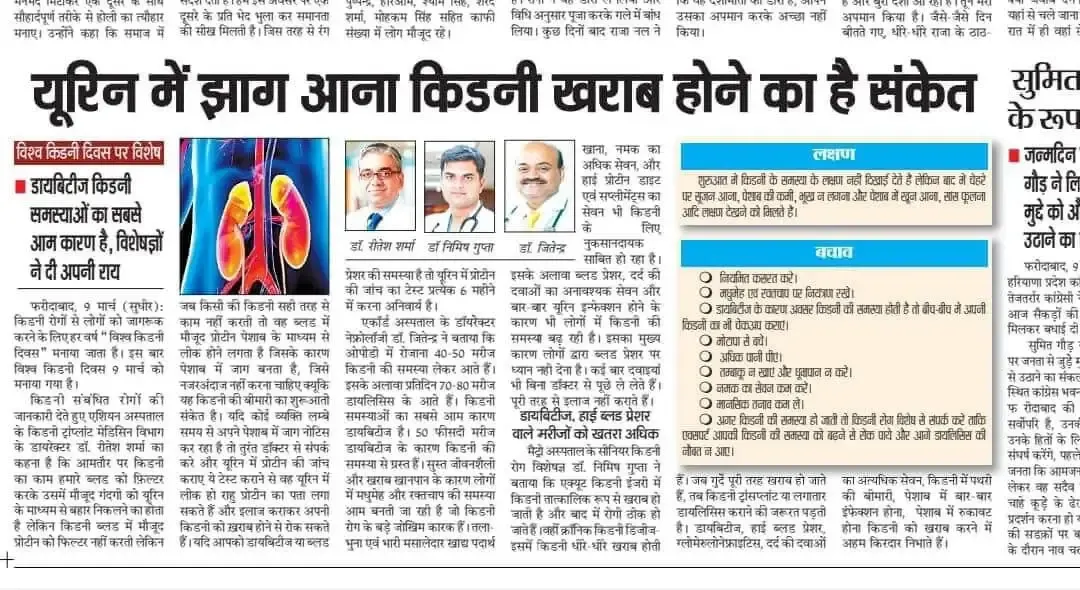 मनमद मिटाकर एक दूसरे के साथ
सौहार्दपूर्ण तरीके से होली का त्यौहार
मनाए। उन्होंने कहा कि समाज में
दूसरे के प्रति भेद भुला कर समानता
की सीख मिलती है। जिस तरह से रंग
शर्मा, मोहकम सिंह सहित काफी
संख्या में लोग मौजूद रहे।
विधि अनुसार पूजा करके गले में बांध
लिया। कुछ दिनों बाद राजा नल ने
उसका अपमान करके अच्छा नहीं
किया।
अपमान किया है। जैसे-जैसे दिन
बीतते गए, धीरे-धीरे राजा के ठाठ-
यहां से चले जाना
रात में ही वहां से
यूरिन में झाग आना किडनी खराब होने का है संकेत
विश्व किडनी दिवस पर विशेष
डायबिटीज किडनी
समस्याओं का सबसे
आम कारण है, विशेषज्ञों
ने दी अपनी राय
फरीदाबाद, 9 मार्च (सुधीर):
किडनी रोगों से लोगों को जागरूक
करने के लिए हर वर्ष "विश्व किडनी
दिवस" मनाया जाता है। इस बार
विश्व किडनी दिवस 9 मार्च को
मनाया गया है।
किडनी संबंधित रोगों की
जानकारी देते हुए एशियन अस्पताल
के किडनी ट्रांप्लांट मेडिसिन विभाग
के डायरेक्टर डॉ. रीतेश शर्मा का
कहना है कि आमतौर पर किडनी
का काम हमारे ब्लड को फ़िल्टर
करके उसमें मौजूद गंदगी को यूरिन
के माध्यम से बहार निकलने का होता
है लेकिन किडनी ब्लड में मौजूद
प्रोटीन को फिल्टर नहीं करती लेकिन
जब किसी की किडनी सही तरह से
काम नहीं करती तो वह ब्लड में
मौजूद प्रोटीन पेशाब के माध्यम से
लीक होने लगता है जिसके कारण
पेशाब में जाग बनता है, जिसे
नजरअंदाज नहीं करना चाहिए क्यूकि
यह किडनी की बीमारी का शुरूआती
संकेत है। यदि कोई व्यक्ति लम्बे
समय से अपने पेशाब में जाग नोटिस
कर रहा है तो तुरंत डॉक्टर से संपर्क
करे और यूरिन में प्रोटीन की जांच
कराए ये टेस्ट कराने से वह यूरिन में
लीक हो राहु प्रोटीन का पता लगा
सकते हैं और इलाज कराकर अपनी
किडनी को ख़राब होने से रोक सकते
हैं। यदि आपको डायबिटीज या ब्लड
डॉ. रीतेश शर्मा
डॉ निमिष गुप्ता
डॉ. जितेन्द्र
प्रेशर की समस्या है तो यूरिन में प्रोटीन
की जांच का टेस्ट प्रत्येक 6 महीने
में करना अनिवार्य है।
एकॉर्ड अस्पताल के डॉयरेक्टर
नेफ्रोलॉजी डॉ. जितेन्द्र ने बताया कि
ओपीडी में रोजाना 40-50 मरीज
किडनी की समस्या लेकर आते हैं।
इसके अलावा प्रतिदिन 70-80 मरीज
डायलिसिस के आते हैं। किडनी
समस्याओं का सबसे आम कारण
डायबिटीज है। 50 फीसदी मरीज
डायबिटीज के कारण किडनी की
समस्या से ग्रस्त हैं। सुस्त जीवनशैली
और खराब खानपान के कारण लोगों
में मधुमेह और रक्तचाप की समस्या
आम बनती जा रही है जो किडनी
रोग के बड़े जोखिम कारक हैं। तला-
भुना एवं भारी मसालेदार खाद्य पदार्थ
खाना, नमक का
अधिक सेवन, और
हाई प्रोटीन डाइट
एवं सप्लीमेंट्स का
सेवन भी किडनी
के लिए
नुकसानदायक
साबित हो रहा है।
इसके अलावा ब्लड प्रेशर, दर्द की
दवाओं का अनावश्यक सेवन और
बार-बार यूरिन इन्फेक्शन होने के
कारण भी लोगों में किडनी की
समस्या बढ़ रही है। इसका मुख्य
कारण लोगों द्वारा ब्लड प्रेशर पर
ध्यान नहीं देना है। कई बार दवाइयां
भी बिना डॉक्टर से पूछे ले लेते हैं।
पूरी तरह से इलाज नहीं कराते हैं।
डायबिटीज, हाई ब्लड प्रेशर
वाले मरीजों को खतरा अधिक
मैट्रो अस्पताल के सीनियर किडनी
रोग विशेषज्ञ डॉ. निमिष गुप्ता ने
बताया कि एक्यूट किडनी इंजरी में
किडनी तात्कालिक रूप से खराब हो
जाती है और बाद में रोगी ठीक हो
जाते हैं। वहीं क्रॉनिक किडनी डिजीज-
इसमें किडनी धीरे-धीरे खराब होती
लक्षण
शुरुआत में किडनी के समस्या के लक्षण नही दिखाई देते है लेकिन बाद में चेहरे
पर सूजन आना, पेशाब की कमी, भूख न लगना और पेशाब में खून आना, सास फूलना
आदि लक्षण देखने को मिलते है।
बचाव
नियमित कसरत करे।
मधुमेह एवं रक्तचाप पर नियंत्रण रखे।
डायबिटीज के कारण अक्सर किडनी की समस्या होती है तो बीच-बीच में अपनी
किडनी का भी चेकअप कराए।
मोटापा से बचे।
अधिक पानी पीए।
तम्बाकू न खाएं और धूम्रपान न करे।
नमक का सेवन कम करे।
मानसिक तनाव कम ले।
अगर किडनी की समस्या हो जाती तो किडनी रोग विशेष से संपर्क करें ताकि
एक्सपर्ट आपकी किडनी की समस्या को बढ़ने से रोक पाये और आने डायलिसिस की
नौबत न आए।
है। जब गुर्दे पूरी तरह खराब हो जाते
हैं, तब किडनी ट्रांसप्लांट या लगातार
डायलिसिस कराने की जरूरत पड़ती
है। डायबिटीज, हाई ब्लड प्रेशर,
ग्लोमेरुलोनेफ्राइटिस, दर्द की दवाओं
का अत्यधिक सेवन, किडनी में पथरी
की बीमारी, पेशाब में बार-बार
इंफेक्शन होना, पेशाब में रुकावट
होना किडनी को खराब करने में
अहम किरदार निभाते हैं।
सुमित
के रूप
जन्मदिन
गौड़ ने लि
मुद्दे को अ
उठाने का
फरीदाबाद, 9
हरियाणा प्रदेश कां
तेजतर्रार कांग्रेसी
आज सैकड़ों की
मिलकर बधाई दी
सुमित गौड़
पर जनता से जुड़े म
से उठाने का संकल
स्थित कांग्रेस भवन
फ रीदाबाद की
सर्वोपरि है, उनक
उनके हितों के लि
संघर्ष करेंगे, पहले
जनता कि आमजन
लेकर वह सदैव
चाहे कूड़े के ढेर
प्रदर्शन करना हो य
की सडक़ों पर ब
के दौरान नाव च